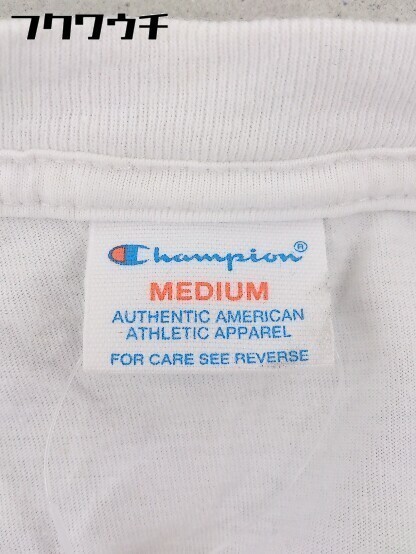 フクワウチ
Champion®
MEDIUM
AUTHENTIC AMERICAN
ATHLETIC APPAREL
FOR CARE SEE REVERSE